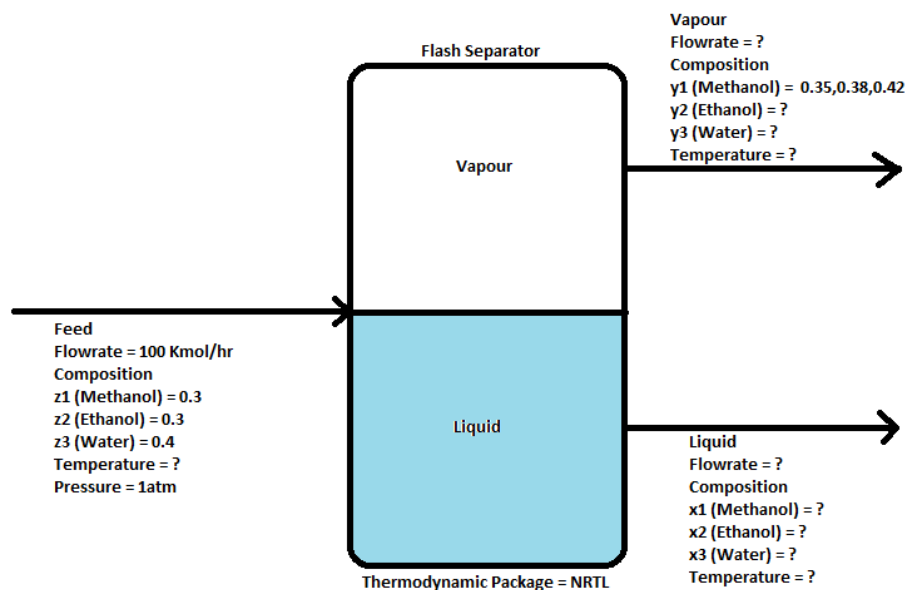 Flash Separator
Vapour
Feed
Flowrate = 100 Kmol/hr
Composition
z1 (Methanol) = 0.3
z2 (Ethanol) = 0.3
z3 (Water) = 0.4
Temperature = ?
Pressure = 1atm
Liquid
Thermodynamic Package = NRTL
Vapour
Flowrate = ?
Composition
y1 (Methanol) = 0.35,0.38,0.42
y2 (Ethanol) = ?
y3 (Water) = ?
Temperature = ?
Liquid
Flowrate = ?
Composition
x1 (Methanol) = ?
x2 (Ethanol) = ?
x3 (Water) = ?
Temperature = ?